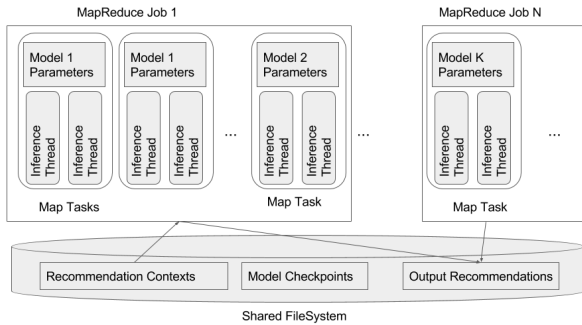 MapReduce Job 1
MapReduce Job N
Model 1
Parameters
Model 1
Parameters
Model 2
Parameters
Model K
Parameters
Inference
Thread
Inference
Thread
Inference
Thread
Inference
Thread
...
Inference
Thread
Inference
Thread
...
Inference
Thread
Inference
Thread
...
Map Tasks
Map Task
Map Task
Recommendation Contexts
Model Checkpoints
Output Recommendations
Shared FileSystem